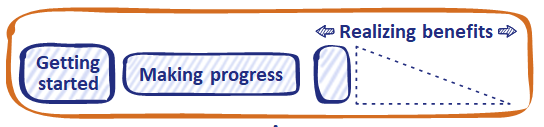 Realizing benefits
Getting
started
Making progress